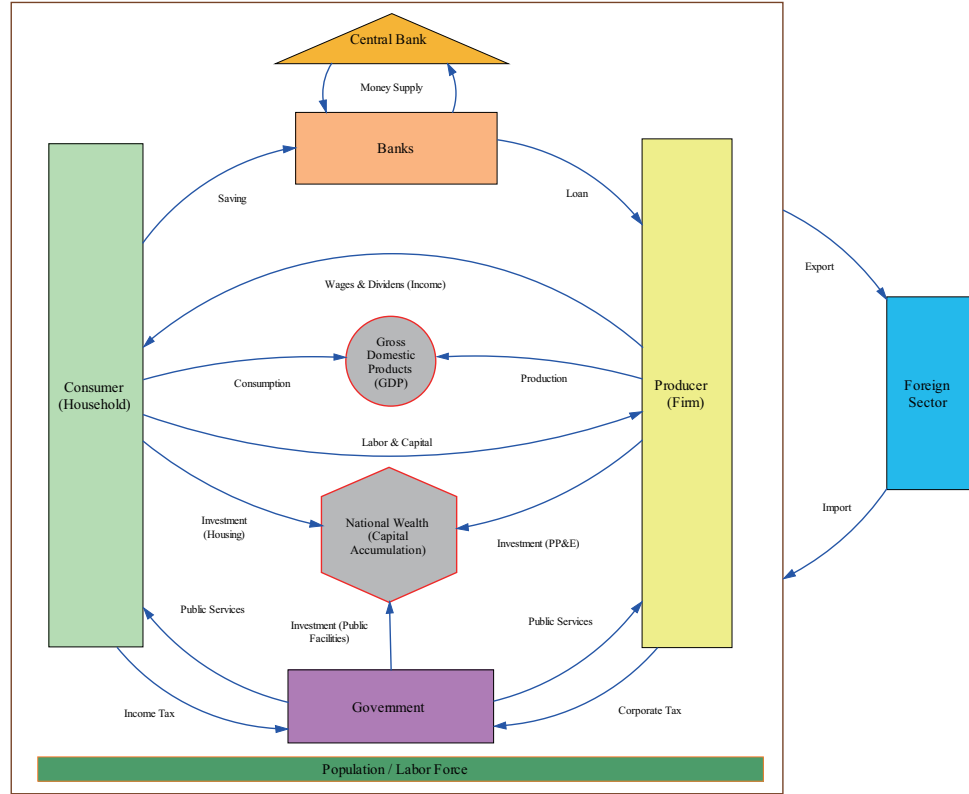 Central Bank
Money Supply
Banks
Saving
Loan
Export
Wages & Dividens (Income)
Gross
Domestic
Products
(GDP)
Consumption
Production
Consumer
(Household)
Producer
(Firm)
Foreign
Sector
Labor & Capital
National Wealth
(Capital
Accumulation)
Investment
(Housing)
Investment (PP&E)
Import
Public Services
Investment (Public
Facilities)
Public Services
Income Tax
Government
Corporate Tax
Population / Labor Force